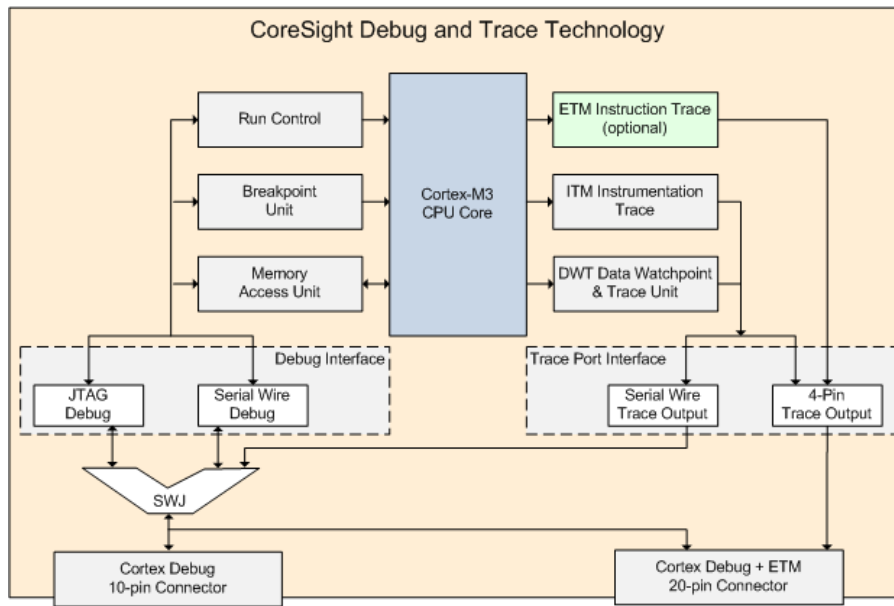 CoreSight Debug and Trace Technology
Run Control
Breakpoint
Unit
Memory
Access Unit
Cortex-M3
CPU Core
ETM Instruction Trace
(optional)
ITM Instrumentation
Trace
DWT Data Watchpoint
& Trace Unit
Debug Interface
JTAG
Debug
Serial Wire
Debug
Trace Port Interface
Serial Wire
Trace Output
4-Pin
Trace Output
SWJ
Cortex Debug
10-pin Connector
Cortex Debug + ETM
20-pin Connector